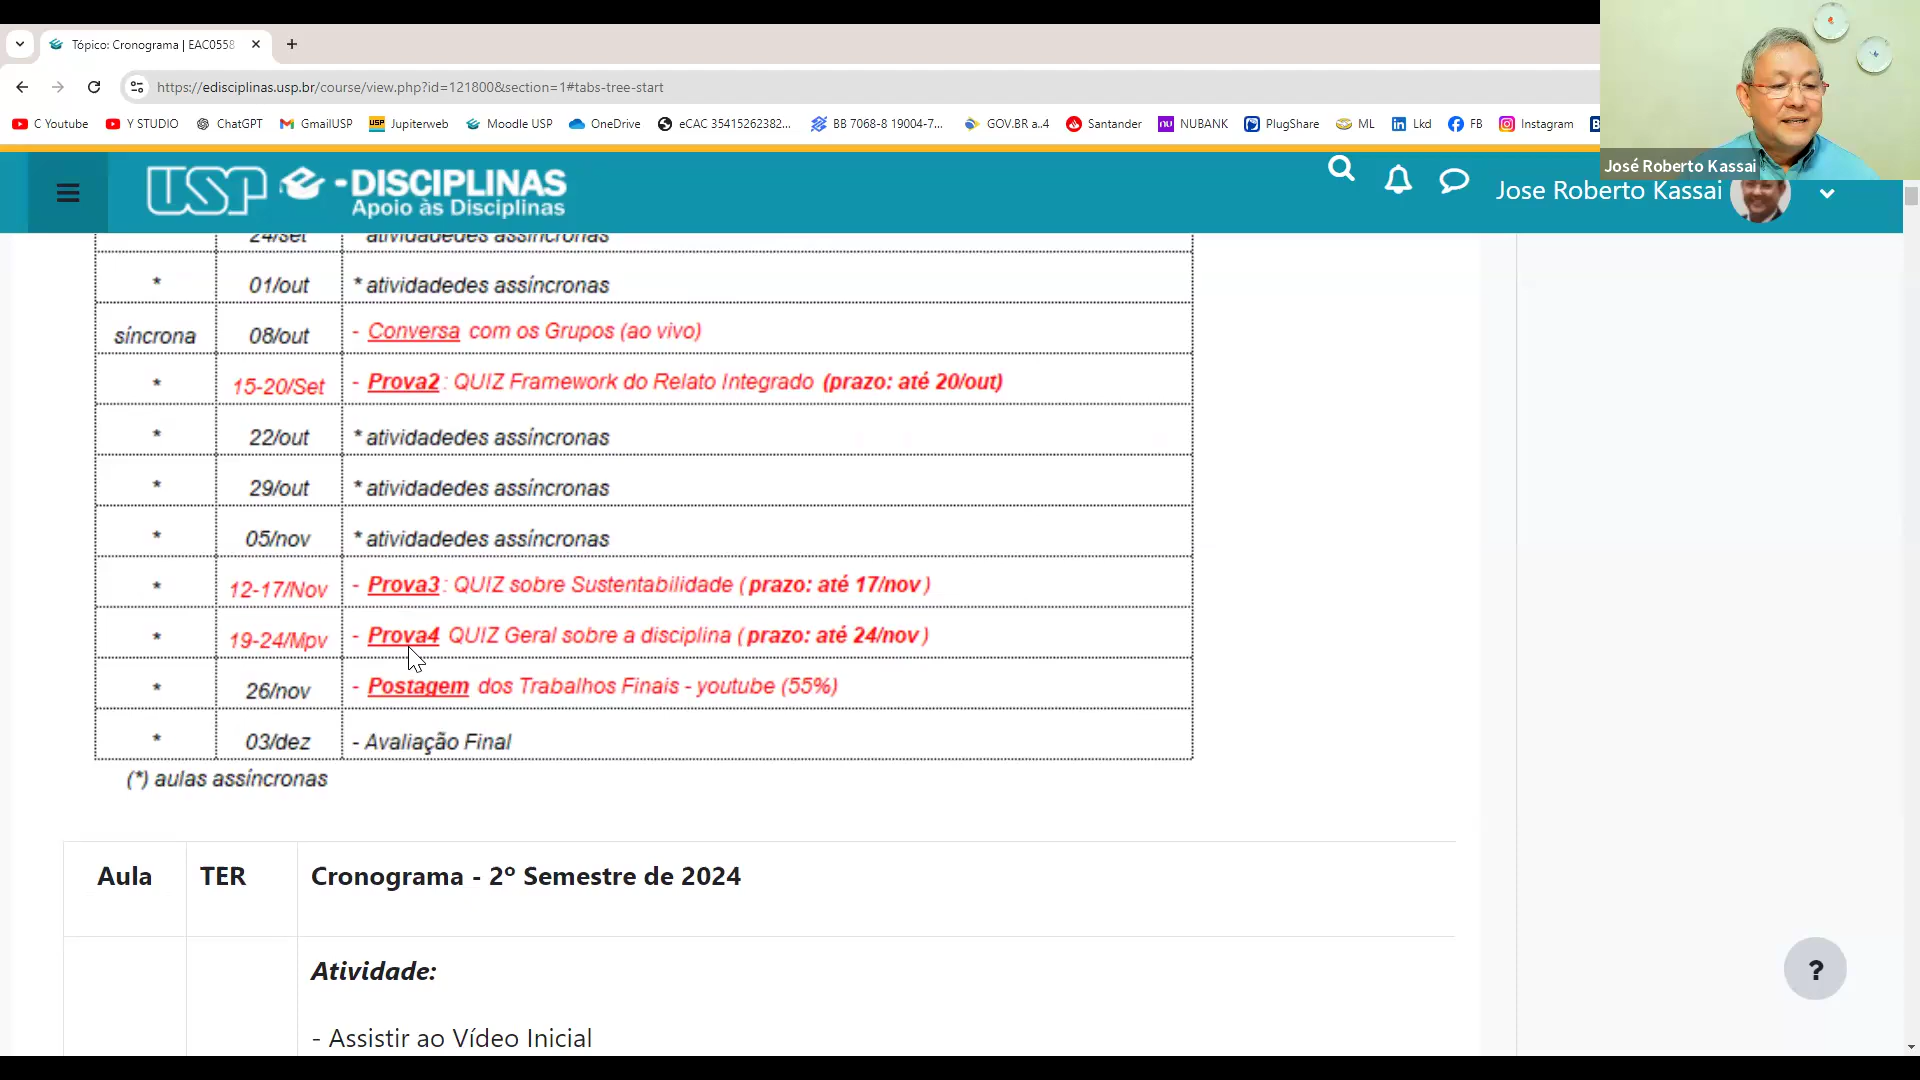 Tópico: Cronograma | EAC0558
https://edisciplinas.usp.br/course/view.php?id=121800&section=1#tabs-tree-start
C Youtube Y STUDIO ChatGPT GmailUSP Jupiterweb Moodle USP OneDrive eCAC 35415262382... BB 7068-8 19004-7... GOV.BR a..4 Santander NUBANK PlugShare ML Lkd FB Instagram
José Roberto Kassai
USP e-DISCIPLINAS
Apoio às Disciplinas
Jose Roberto Kassai
24/set atividadedes assíncronas
* 01/out * atividadedes assíncronas
síncrona 08/out - Conversa com os Grupos (ao vivo)
* 15-20/Set - Prova2: QUIZ Framework do Relato Integrado (prazo: até 20/out)
* 22/out * atividadedes assíncronas
* 29/out * atividadedes assíncronas
* 05/nov * atividadedes assíncronas
* 12-17/Nov - Prova3: QUIZ sobre Sustentabilidade (prazo: até 17/nov)
* 19-24/Mpv - Prova4 QUIZ Geral sobre a disciplina (prazo: até 24/nov)
* 26/nov - Postagem dos Trabalhos Finais - youtube (55%)
* 03/dez - Avaliação Final
(*) aulas assíncronas
Aula TER Cronograma - 2º Semestre de 2024
Atividade:
- Assistir ao Vídeo Inicial
?